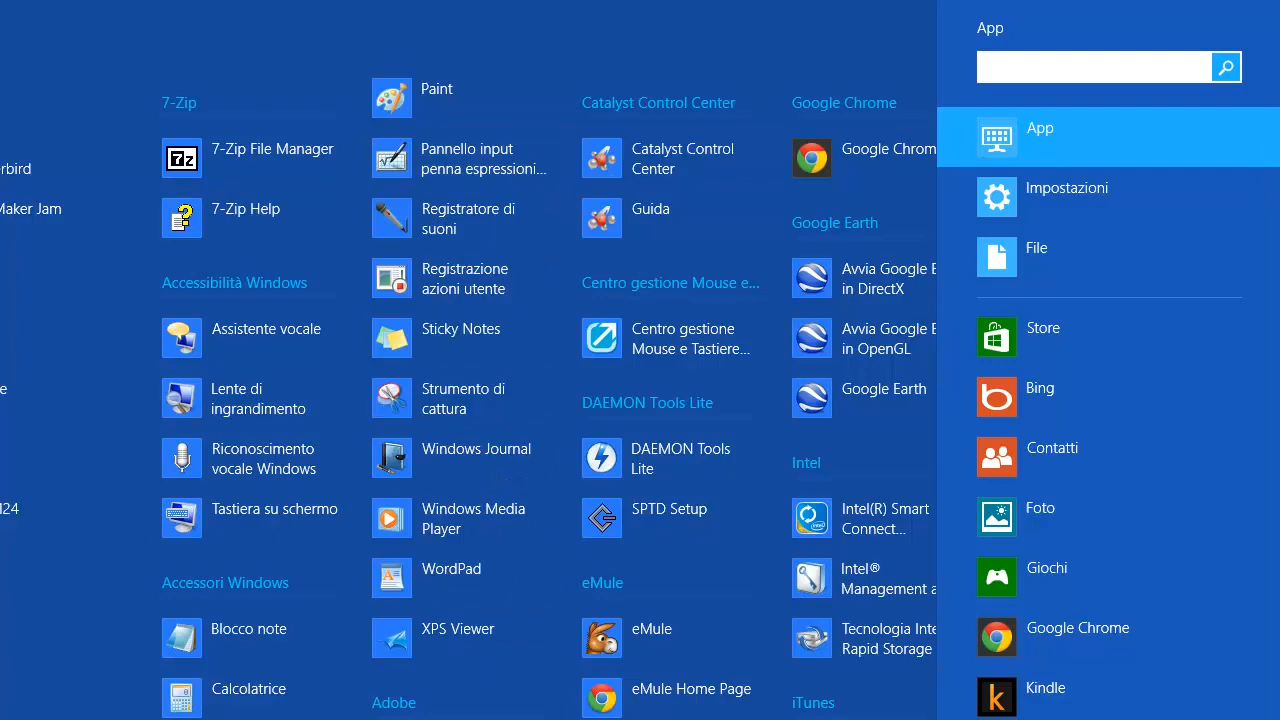 erbird
Maker Jam
e
124
7-Zip
7-Zip File Manager
7-Zip Help
Accessibilità Windows
Assistente vocale
Lente di
ingrandimento
Riconoscimento
vocale Windows
Tastiera su schermo
Accessori Windows
Blocco note
Calcolatrice
Paint
Pannello input
penna espressioni...
Registratore di
suoni
Registrazione
azioni utente
Sticky Notes
Strumento di
cattura
Windows Journal
Windows Media
Player
WordPad
XPS Viewer
Adobe
Catalyst Control Center
Catalyst Control
Center
Guida
Centro gestione Mouse e...
Centro gestione
Mouse e Tastiere...
DAEMON Tools Lite
DAEMON Tools
Lite
SPTD Setup
eMule
eMule
eMule Home Page
Google Chrome
Google Chrom
Google Earth
Avvia Google E
in DirectX
Avvia Google E
in OpenGL
Google Earth
Intel
Intel(R) Smart
Connect...
Intel®
Management a
Tecnologia Inte
Rapid Storage
iTunes
App
App
Impostazioni
File
Store
Bing
Contatti
Foto
Giochi
Google Chrome
Kindle